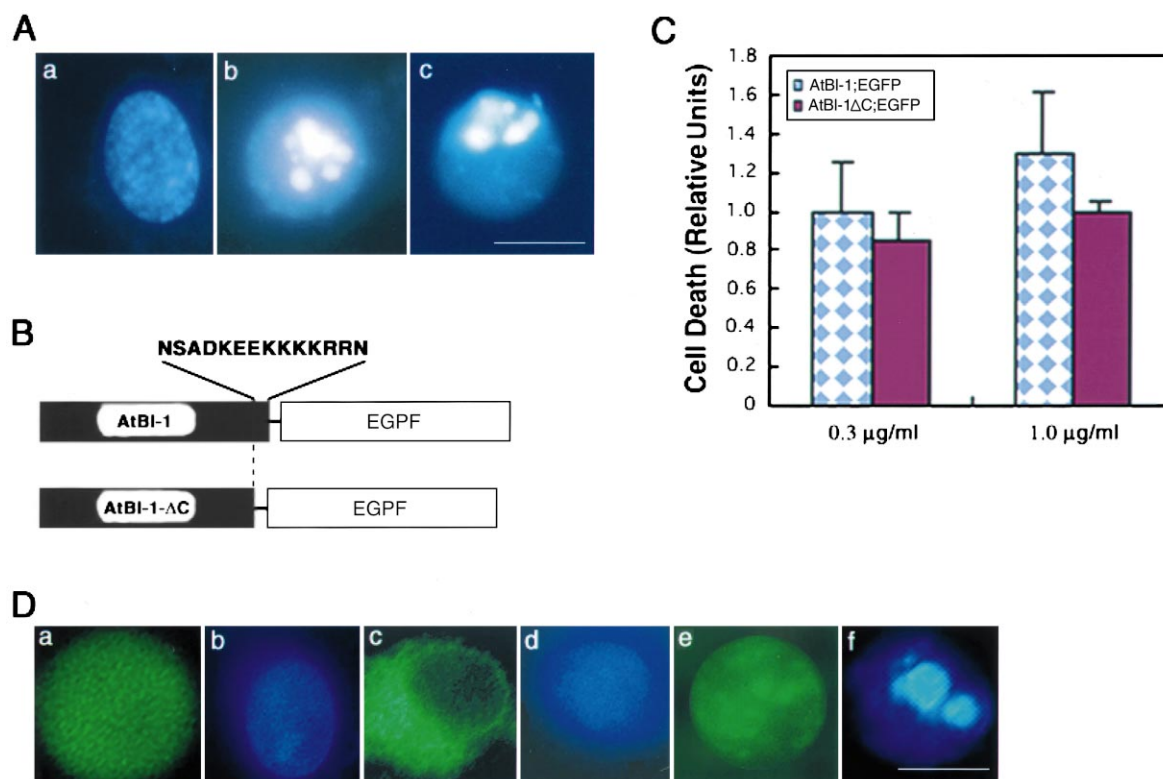 A
a
b
c
B
NSADKEEKKKKRRN
AtBI-1
EGPF
AtBI-1-ΔC
EGPF
C
Cell Death (Relative Units)
1.8
1.6
1.4
1.2
1.0
0.8
0.6
0.4
0.2
0
AtBI-1;EGFP
AtBI-1ΔC;EGFP
0.3 µg/ml
1.0 µg/ml
D
a
b
c
d
e
f